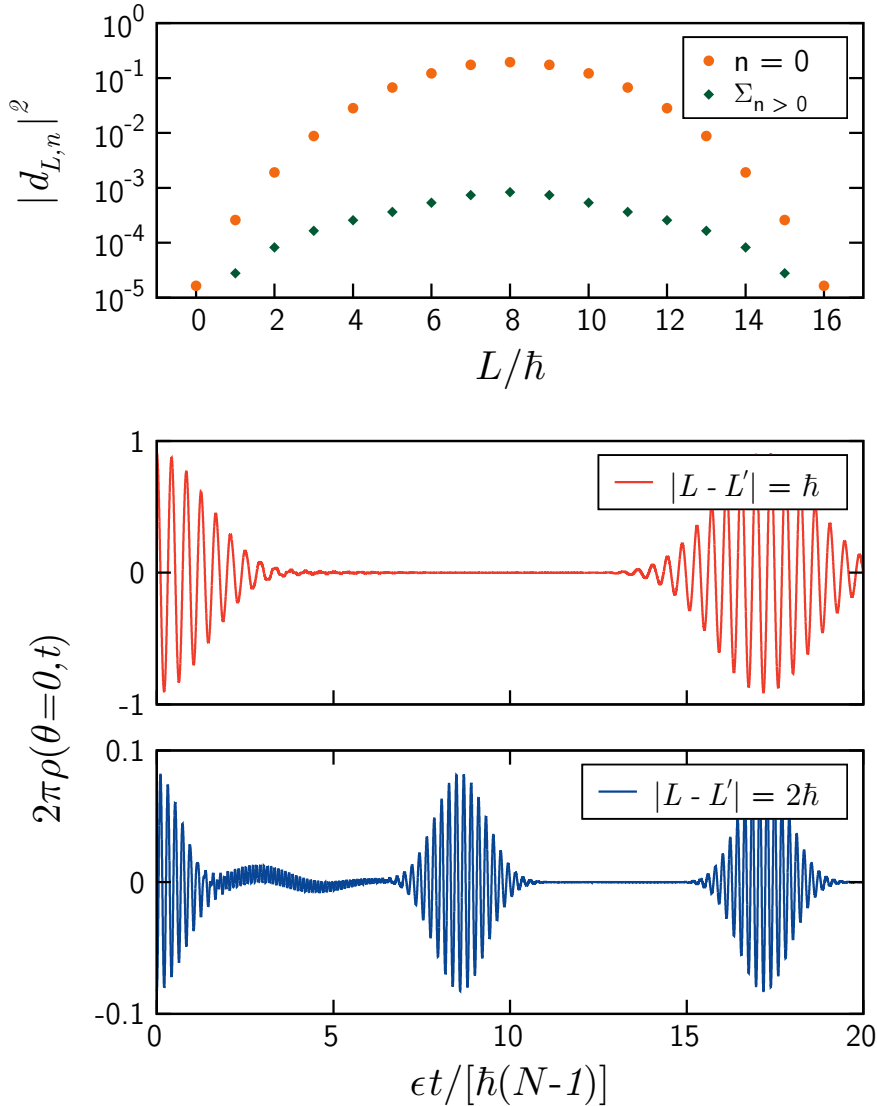 |d_{L,n}|^2
10^0
10^{-1}
10^{-2}
10^{-3}
10^{-4}
10^{-5}
n = 0
Σ_{n > 0}
0 2 4 6 8 10 12 14 16
L/ħ
2πρ(θ=0,t)
1
0
-1
|L - L'| = ħ
0.1
0
-0.1
|L - L'| = 2ħ
0 5 10 15 20
ϵt/[ħ(N-1)]